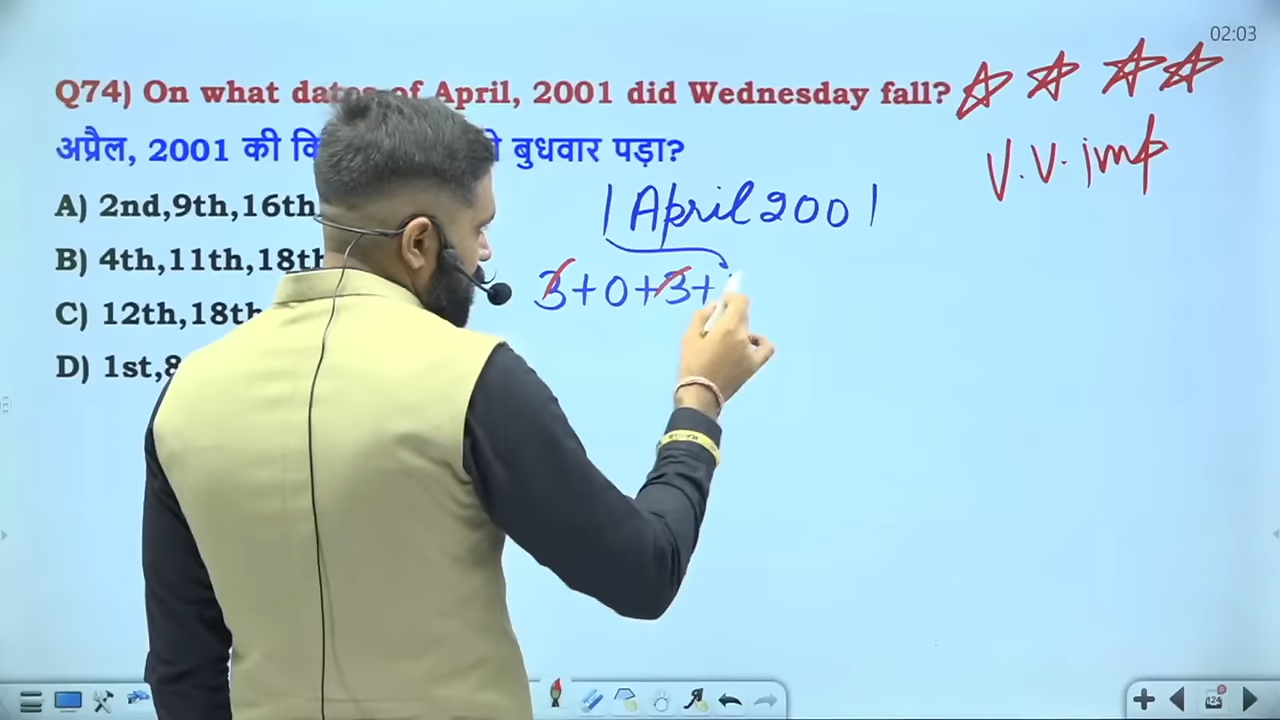 02:03
Q74) On what dates of April, 2001 did Wednesday fall?
V.V. imp
अप्रैल, 2001 की बुधवार पड़ा?
1 April 2001
A) 2nd,9th,16th,
B) 4th,11th,18th
C) 12th,18th
D) 1st,8
3+0+3+